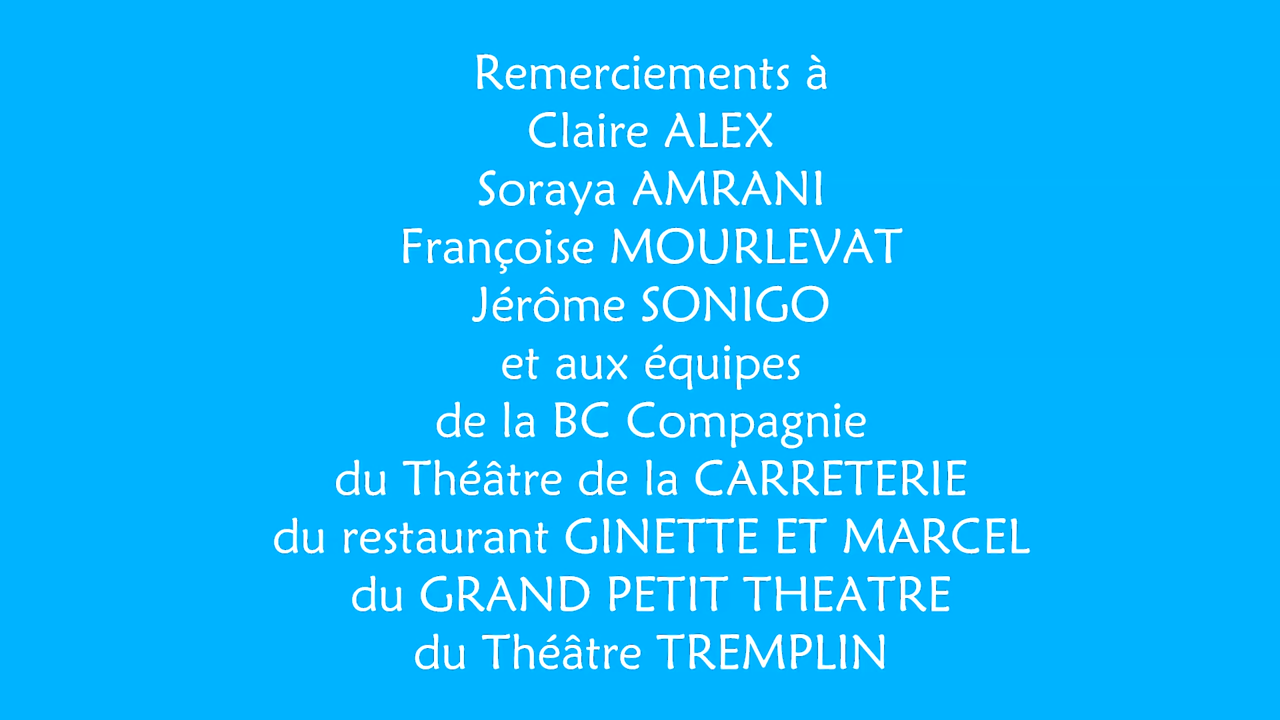 Remerciements à
Claire ALEX
Soraya AMRANI
Françoise MOURLEVAT
Jérôme SONIGO
et aux équipes
de la BC Compagnie
du Théâtre de la CARRETERIE
du restaurant GINETTE ET MARCEL
du GRAND PETIT THEATRE
du Théâtre TREMPLIN